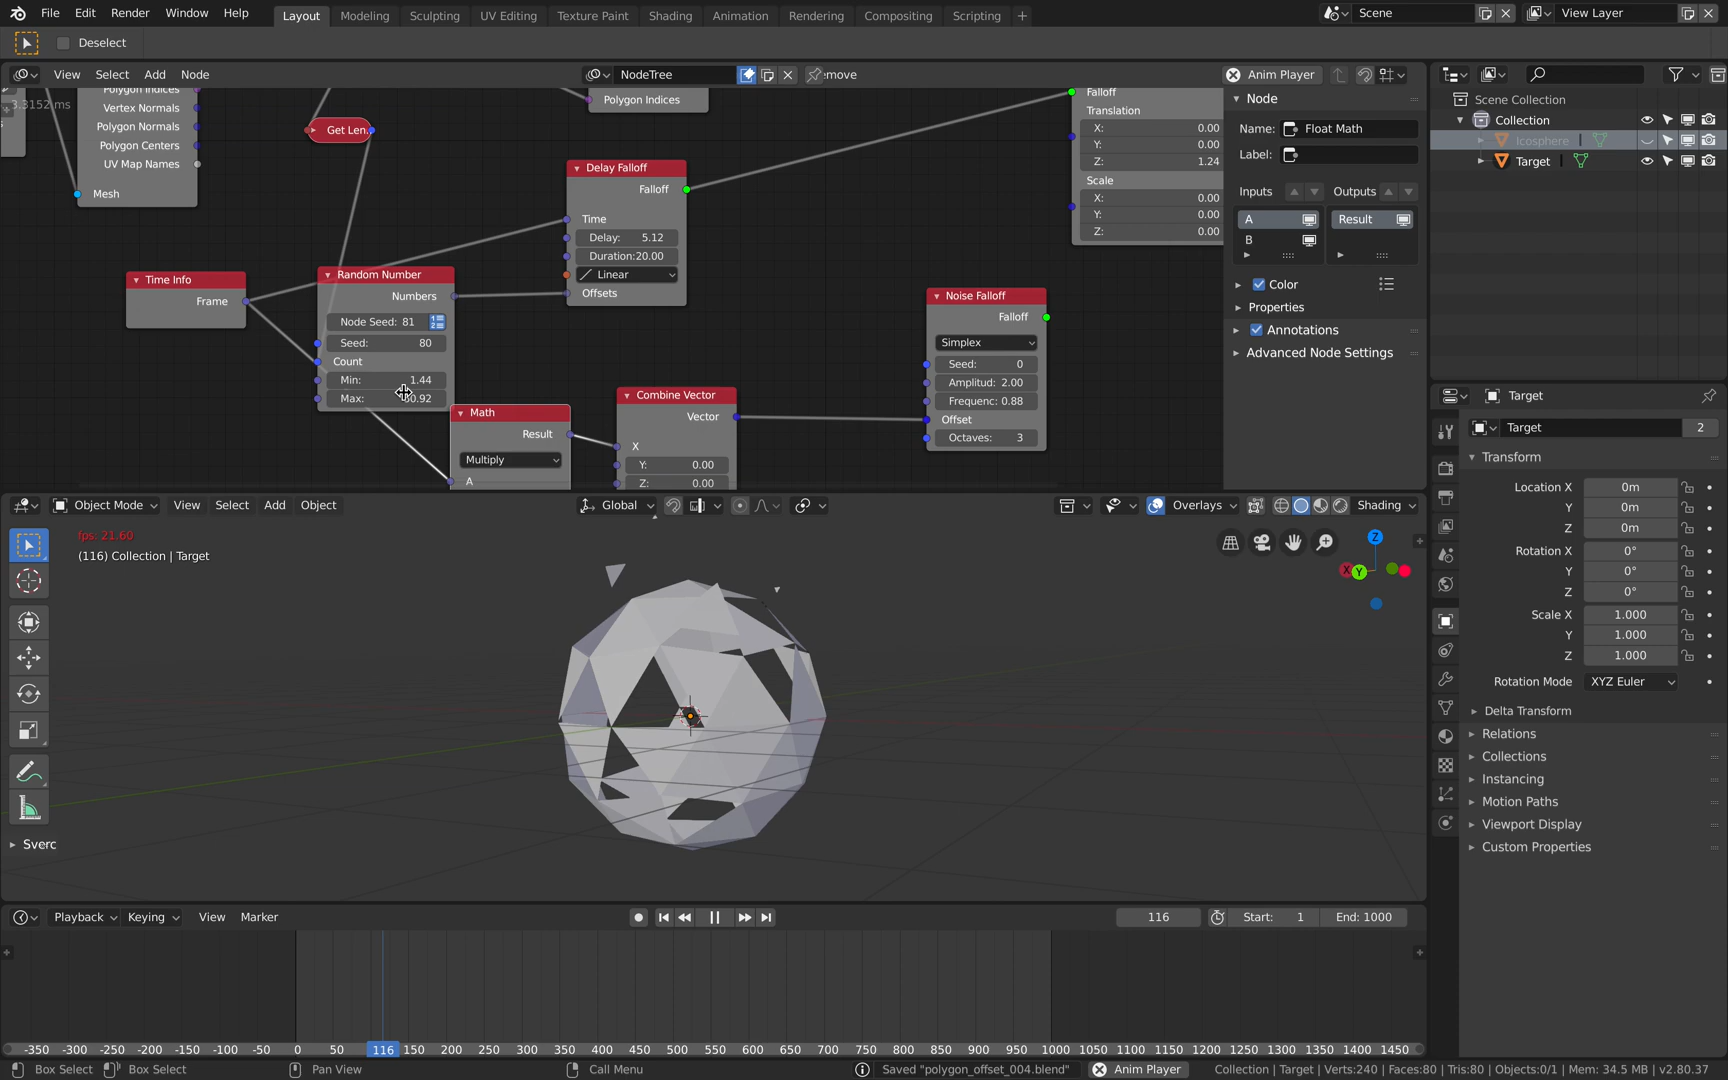 File Edit Render Window Help Layout Modeling Sculpting UV Editing Texture Paint Shading Animation Rendering Compositing Scripting + Scene View Layer
Deselect
View Select Add Node NodeTree emove Anim Player
3.3152 ms
Polygon Indices
Vertex Normals
Polygon Normals
Polygon Centers
UV Map Names
Mesh
Get Len.
Polygon Indices
Delay Falloff
Falloff
Time
Delay: 5.12
Duration:20.00
Linear
Offsets
Time Info
Frame
Random Number
Numbers
Node Seed: 81
Seed: 80
Count
Min: 1.44
Max: 0.92
Math
Result
Multiply
A
Combine Vector
Vector
X
Y: 0.00
Z: 0.00
Noise Falloff
Falloff
Simplex
Seed: 0
Amplitud: 2.00
Frequenc: 0.88
Offset
Octaves: 3
Falloff
Translation
X: 0.00
Y: 0.00
Z: 1.24
Scale
X: 0.00
Y: 0.00
Z: 0.00
Node
Name: Float Math
Label:
Inputs Outputs
A Result
B
Color
Properties
Annotations
Advanced Node Settings
Scene Collection
Collection
Icosphere
Target
Target
Target 2
Transform
Location X 0m
Y 0m
Z 0m
Rotation X 0°
Y 0°
Z 0°
Scale X 1.000
Y 1.000
Z 1.000
Rotation Mode XYZ Euler
Delta Transform
Relations
Collections
Instancing
Motion Paths
Viewport Display
Custom Properties
Object Mode View Select Add Object Global Overlays Shading
fps: 21.60
(116) Collection | Target
Z
X Y
Sverc
Playback Keying View Marker 116 Start: 1 End: 1000
-350 -300 -250 -200 -150 -100 -50 0 50 116 150 200 250 300 350 400 450 500 550 600 650 700 750 800 850 900 950 1000 1050 1100 1150 1200 1250 1300 1350 1400 1450
Box Select Box Select Pan View Call Menu Saved "polygon_offset_004.blend" Anim Player Collection | Target | Verts:240 | Faces:80 | Tris:80 | Objects:0/1 | Mem: 34.5 MB | v2.80.37